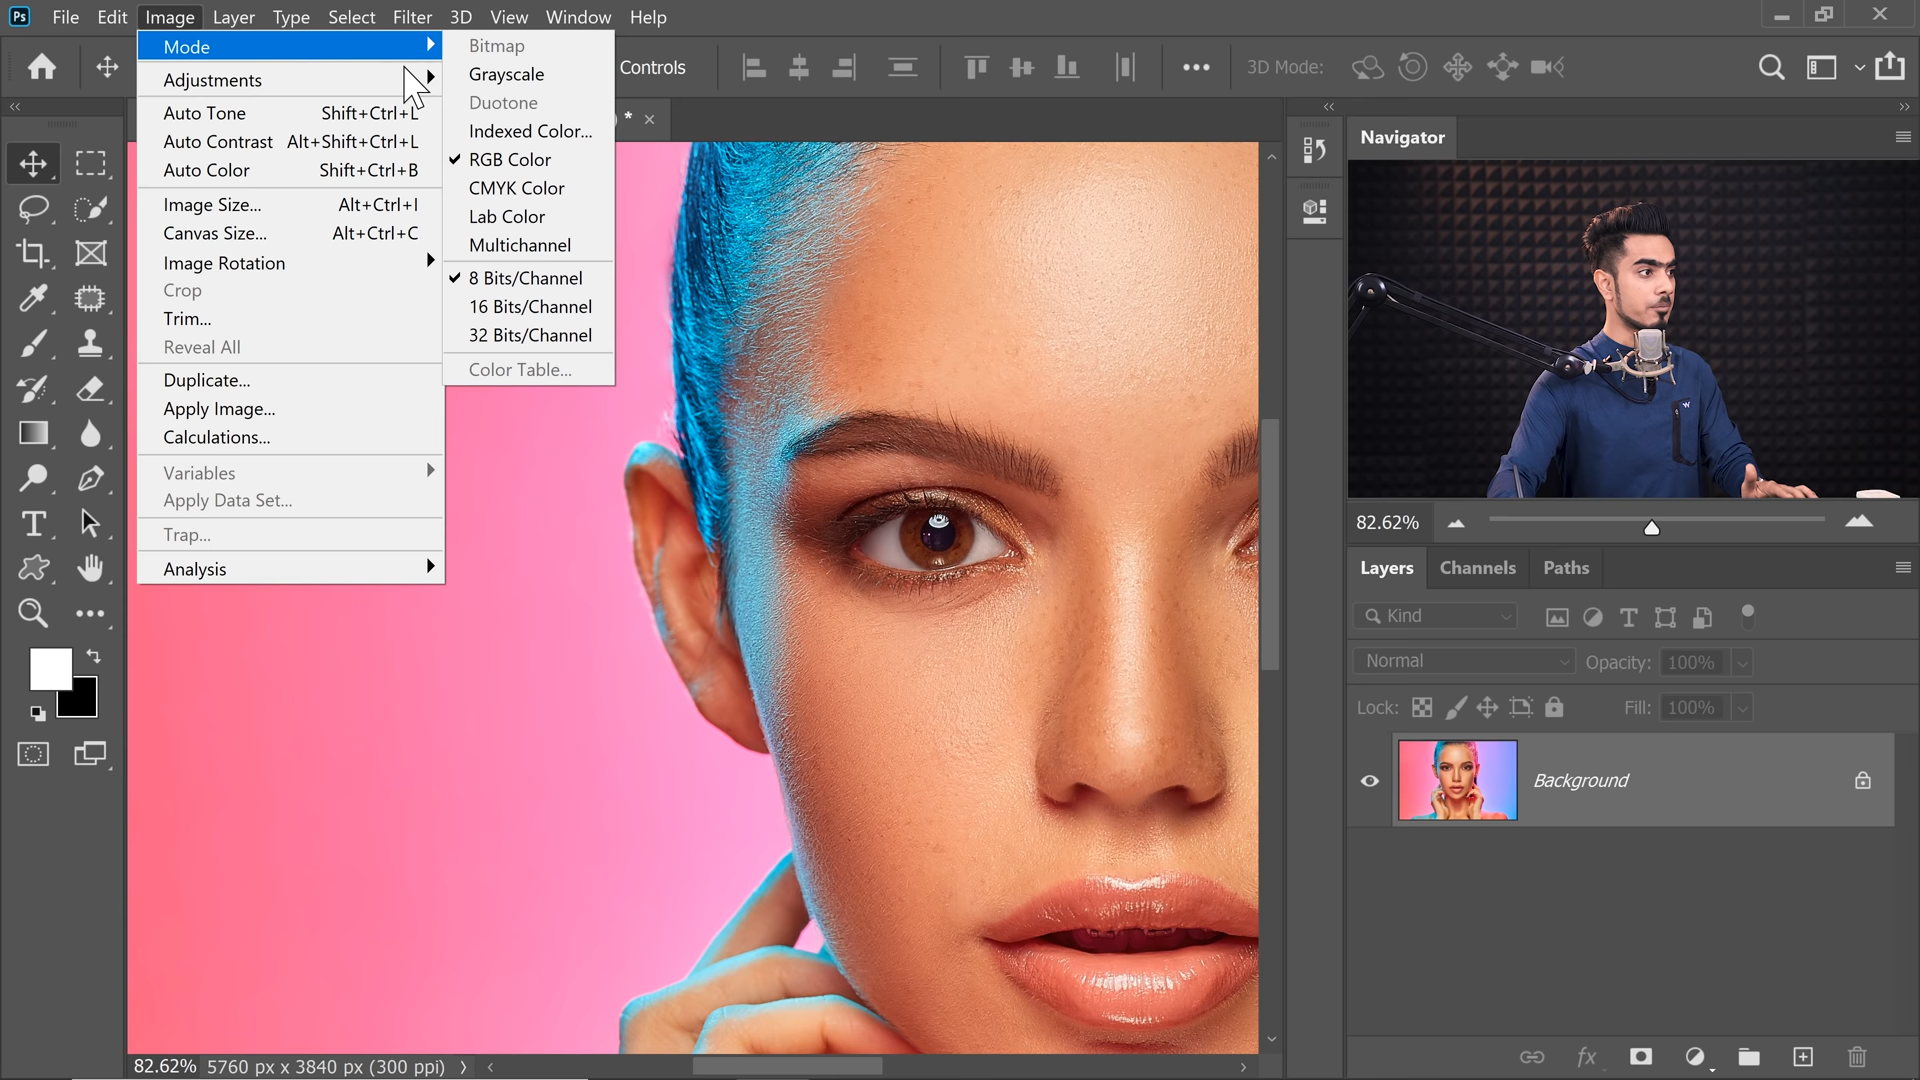 Ps File Edit Image Layer Type Select Filter 3D View Window Help
Mode
Adjustments
Auto Tone Shift+Ctrl+L
Auto Contrast Alt+Shift+Ctrl+L
Auto Color Shift+Ctrl+B
Image Size... Alt+Ctrl+I
Canvas Size... Alt+Ctrl+C
Image Rotation
Crop
Trim...
Reveal All
Duplicate...
Apply Image...
Calculations...
Variables
Apply Data Set...
Trap...
Analysis
Bitmap
Grayscale
Duotone
Indexed Color...
RGB Color
CMYK Color
Lab Color
Multichannel
8 Bits/Channel
16 Bits/Channel
32 Bits/Channel
Color Table...
Controls
3D Mode:
) *
Navigator
82.62%
Layers Channels Paths
Kind
Normal Opacity: 100%
Lock: Fill: 100%
Background
fx
82.62% 5760 px x 3840 px (300 ppi)